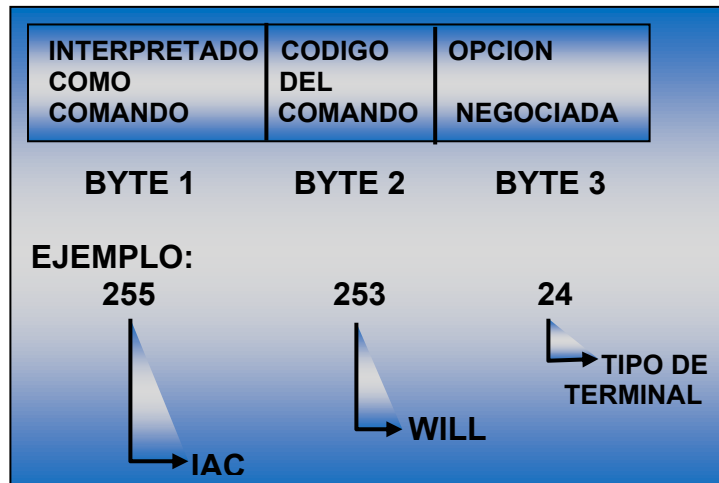 INTERPRETADO COMO COMANDO
CODIGO DEL COMANDO
OPCION NEGOCIADA
BYTE 1 BYTE 2 BYTE 3
EJEMPLO:
255 253 24
TIPO DE
TERMINAL
WILL
IAC